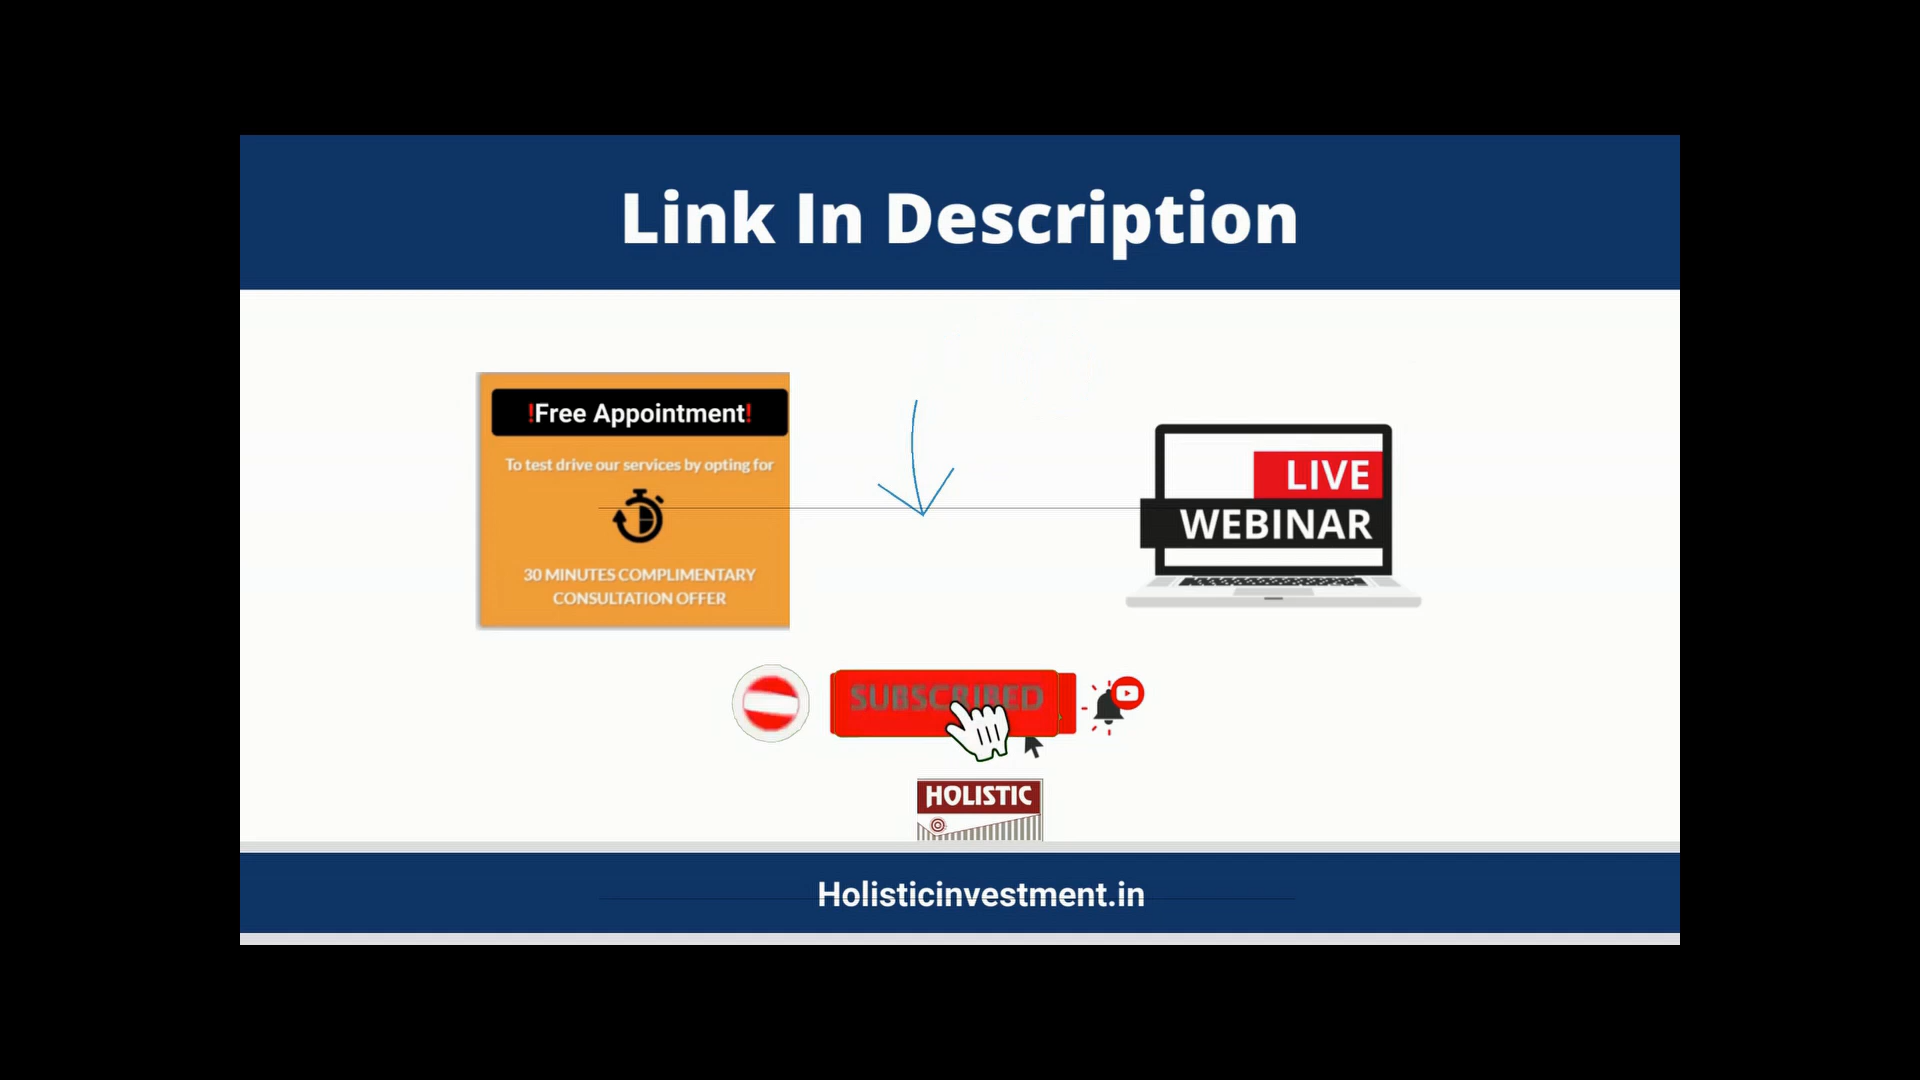 Link In Description
!Free Appointment!
To test drive our services by opting for
30 MINUTES COMPLIMENTARY
CONSULTATION OFFER
LIVE
WEBINAR
SUBSCRIBED
HOLISTIC
Holisticinvestment.in